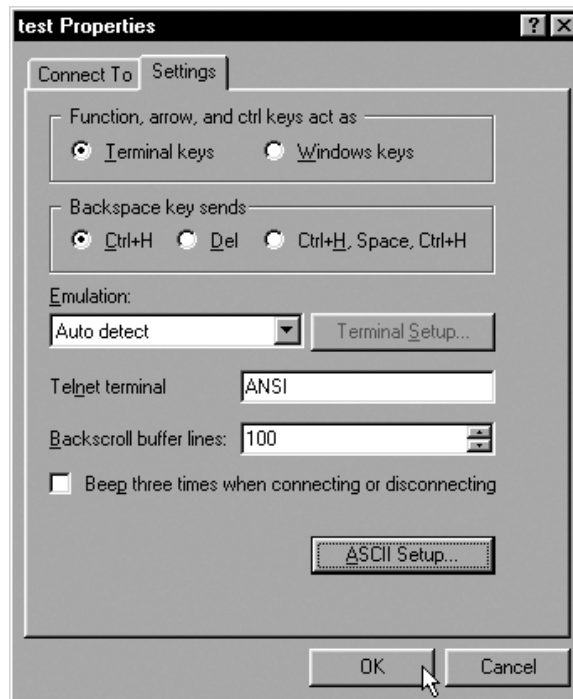 test Properties
Connect To Settings
Function, arrow, and ctrl keys act as
Terminal keys Windows keys
Backspace key sends
Ctrl+H Del Ctrl+H, Space, Ctrl+H
Emulation:
Auto detect Terminal Setup...
Telnet terminal ANSI
Backscroll buffer lines: 100
Beep three times when connecting or disconnecting
ASCII Setup...
OK Cancel